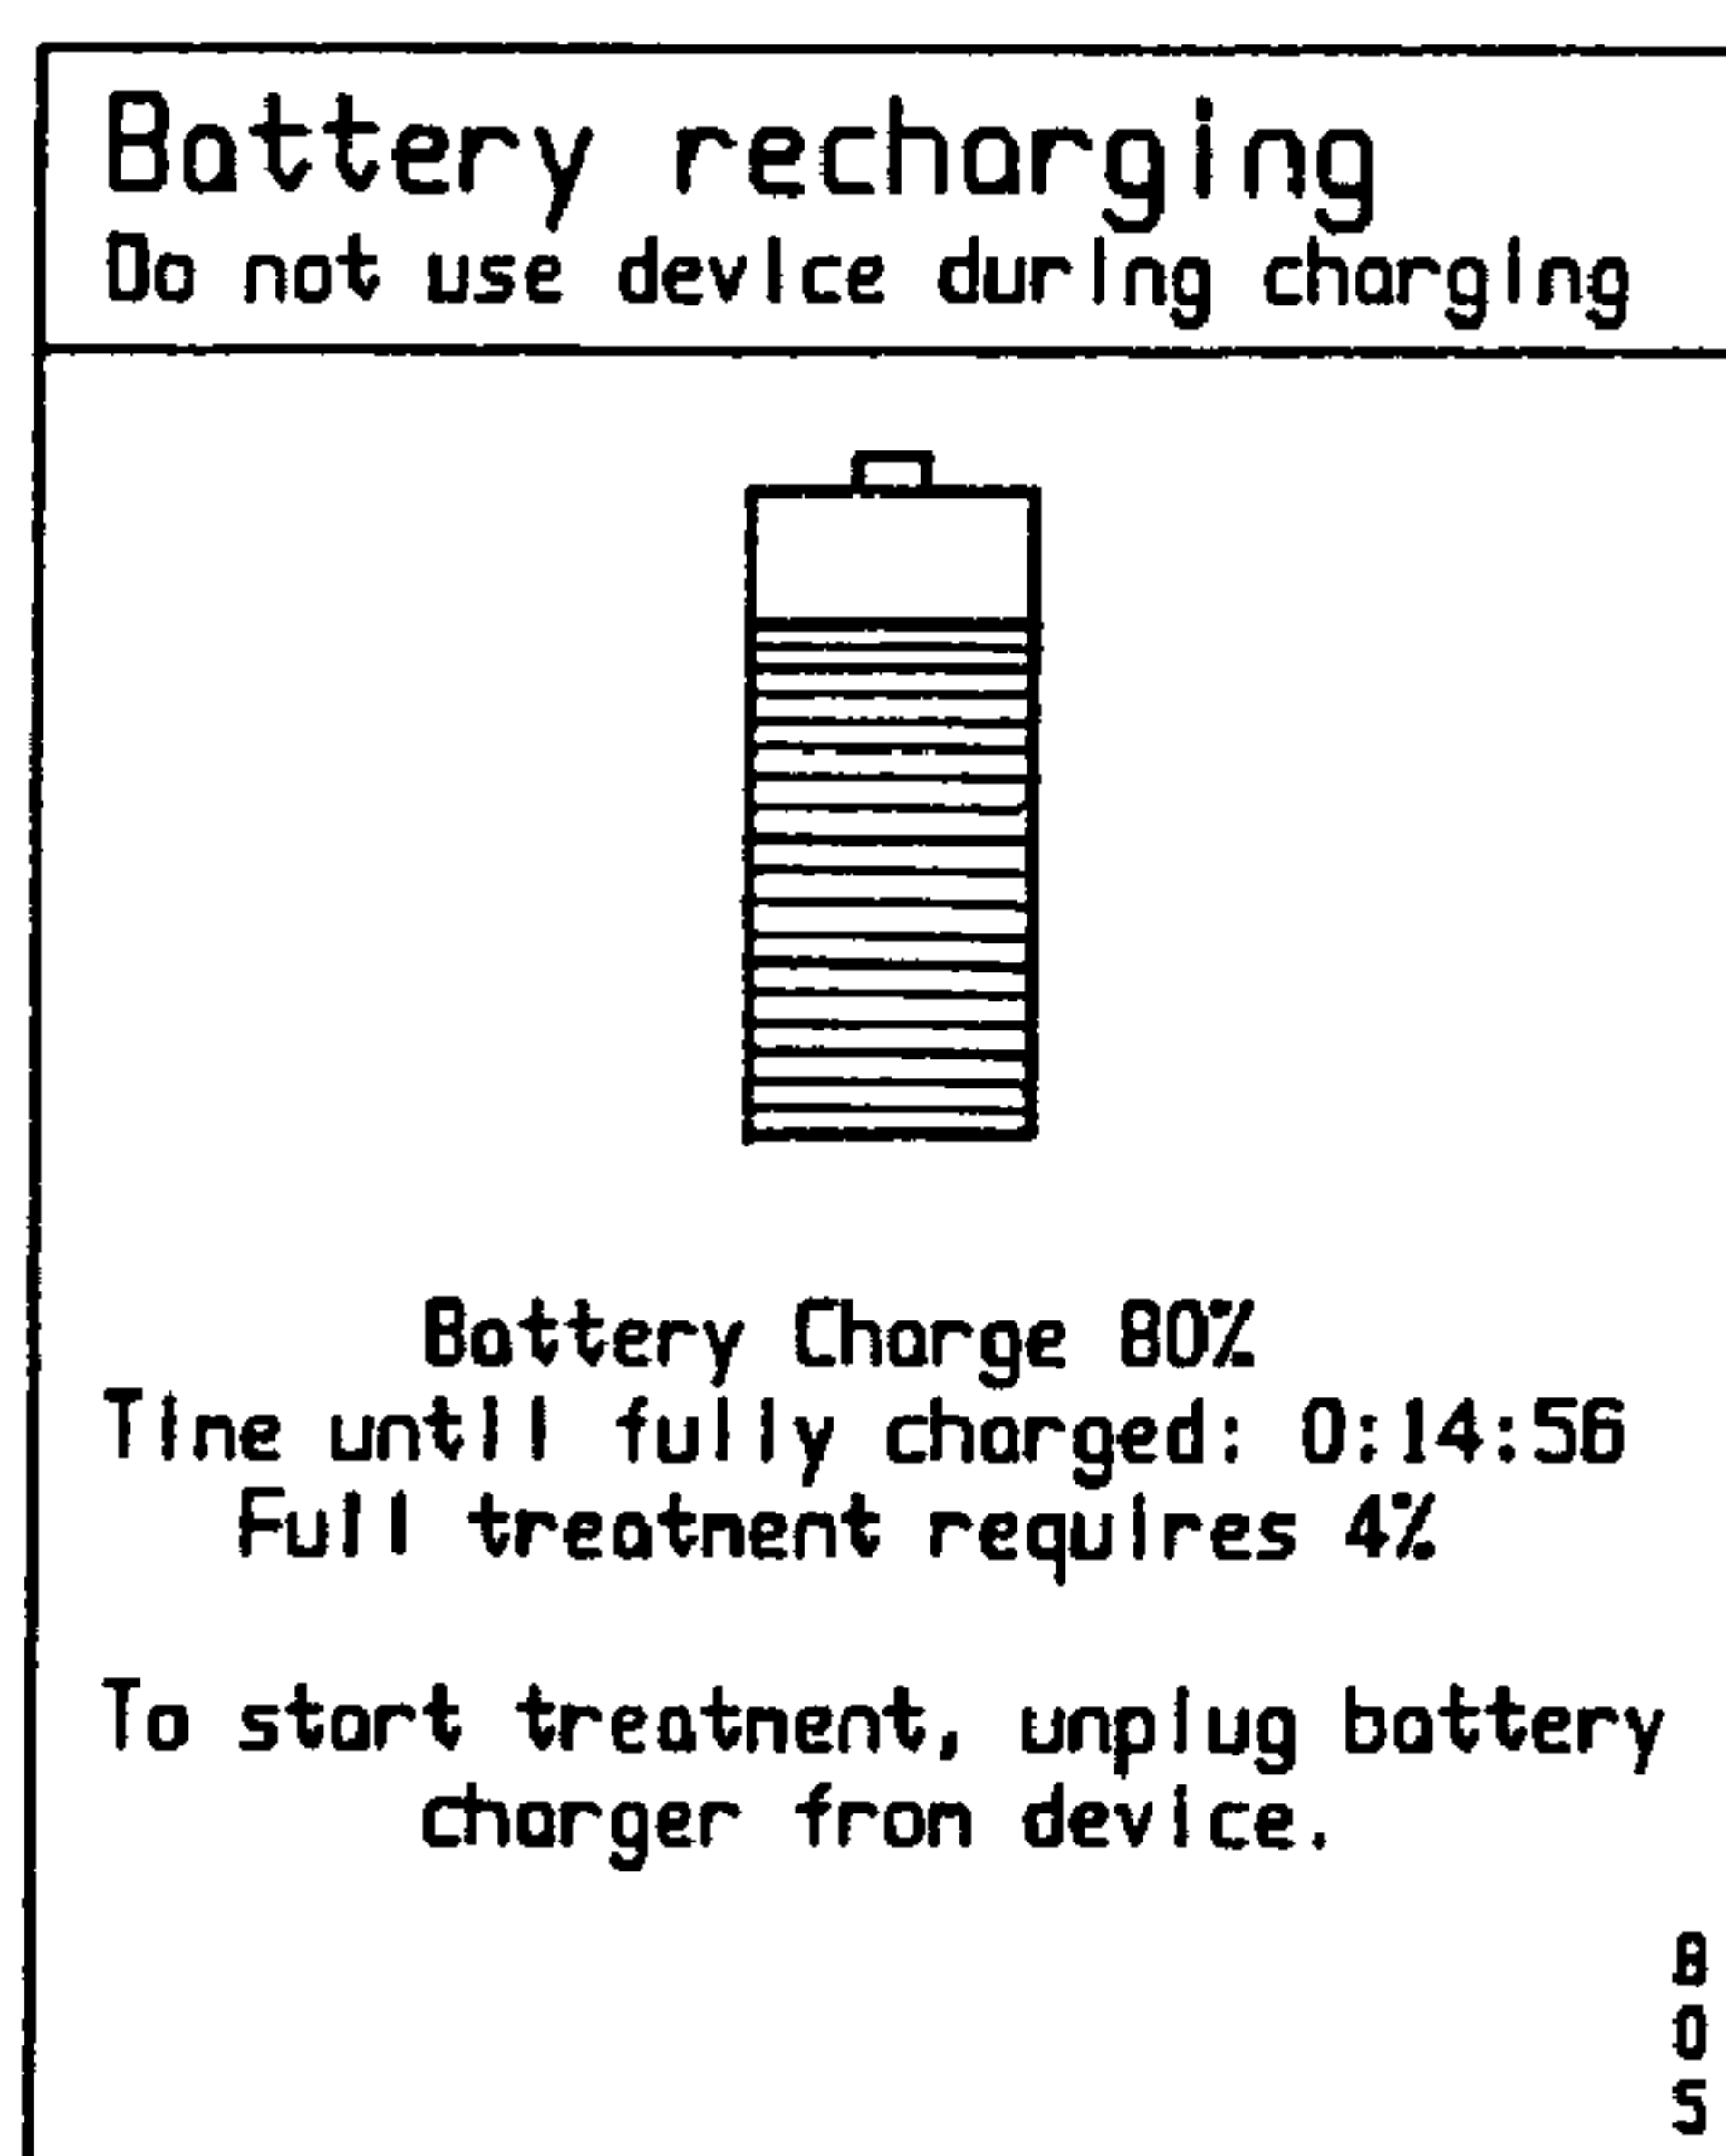 Battery recharging
Do not use device during charging
Battery Charge 80%
Time until fully charged: 0:14:56
Full treatment requires 4%
To start treatment, unplug battery
charger from device.
B
0
5